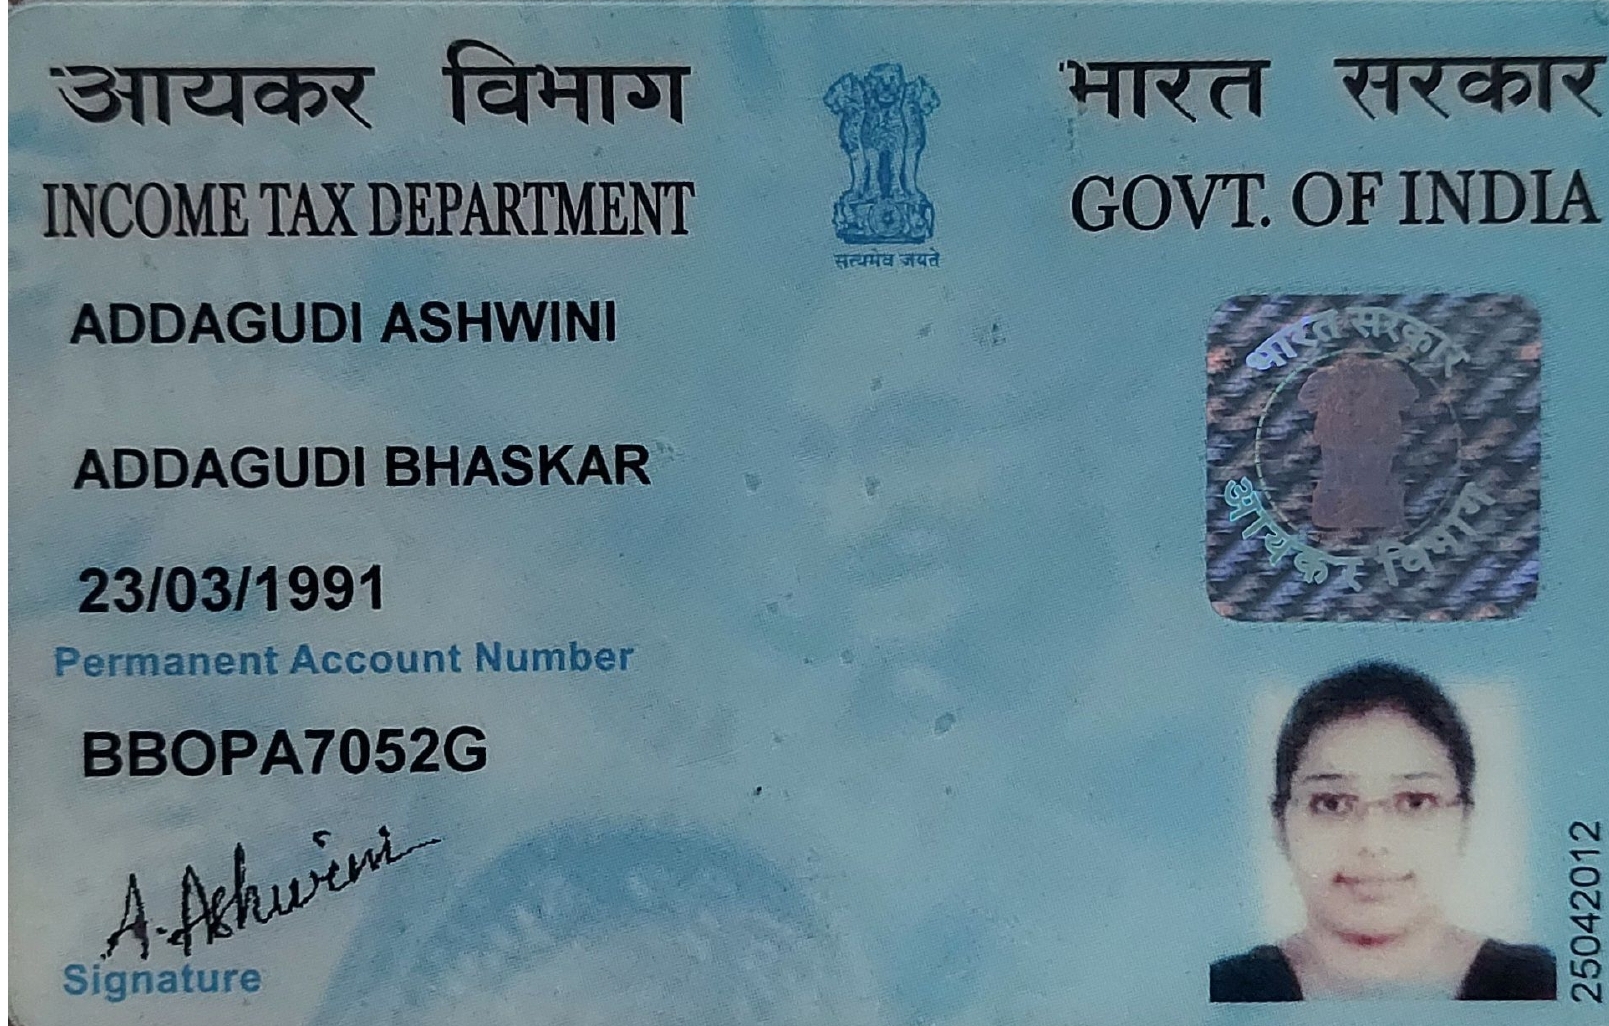 आयकर विभाग
भारत सरकार
INCOME TAX DEPARTMENT
GOVT. OF INDIA
सत्यमेव जयते
ADDAGUDI ASHWINI
भारत सरकार
आयकर विभाग
ADDAGUDI BHASKAR
23/03/1991
Permanent Account Number
BBOPA7052G
A. Ashwini
Signature
25042012